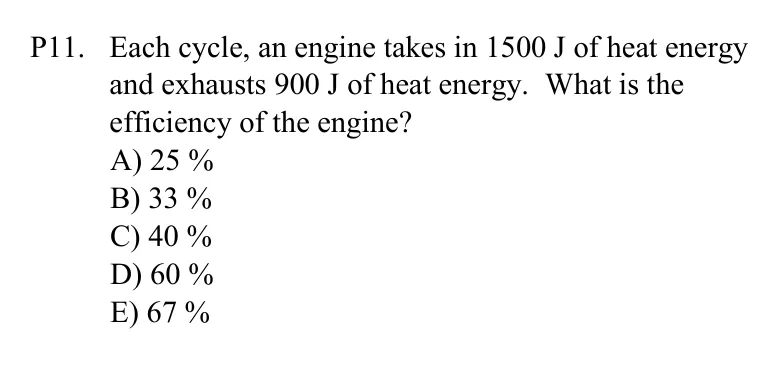 P11. Each cycle, an engine takes in 1500 J of heat energy
and exhausts 900 J of heat energy. What is the
efficiency of the engine?
A) 25 %
B) 33 %
C) 40 %
D) 60 %
E) 67 %